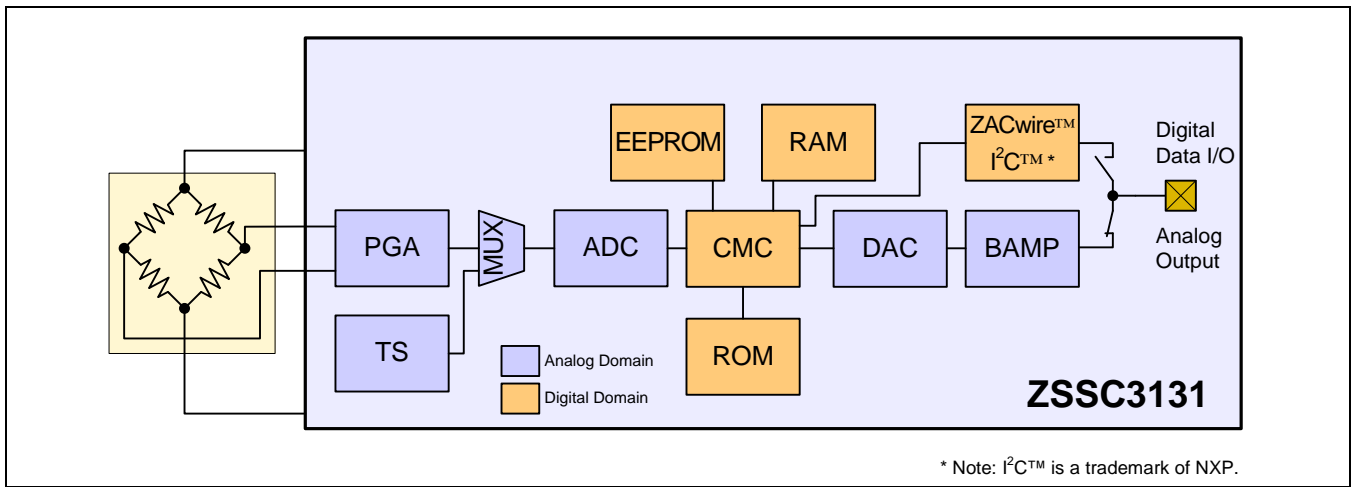 EEPROM
RAM
ZACwire™
I²C™ *
Digital
Data I/O
PGA
MUX
ADC
CMC
DAC
BAMP
Analog
Output
TS
ROM
Analog Domain
Digital Domain
ZSSC3131
* Note: I²C™ is a trademark of NXP.